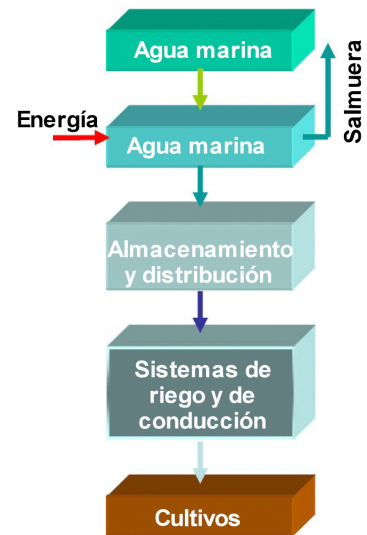 Agua marina
Energía
Salmuera
Agua marina
Almacenamiento
y distribución
Sistemas de
riego y de
conducción
Cultivos